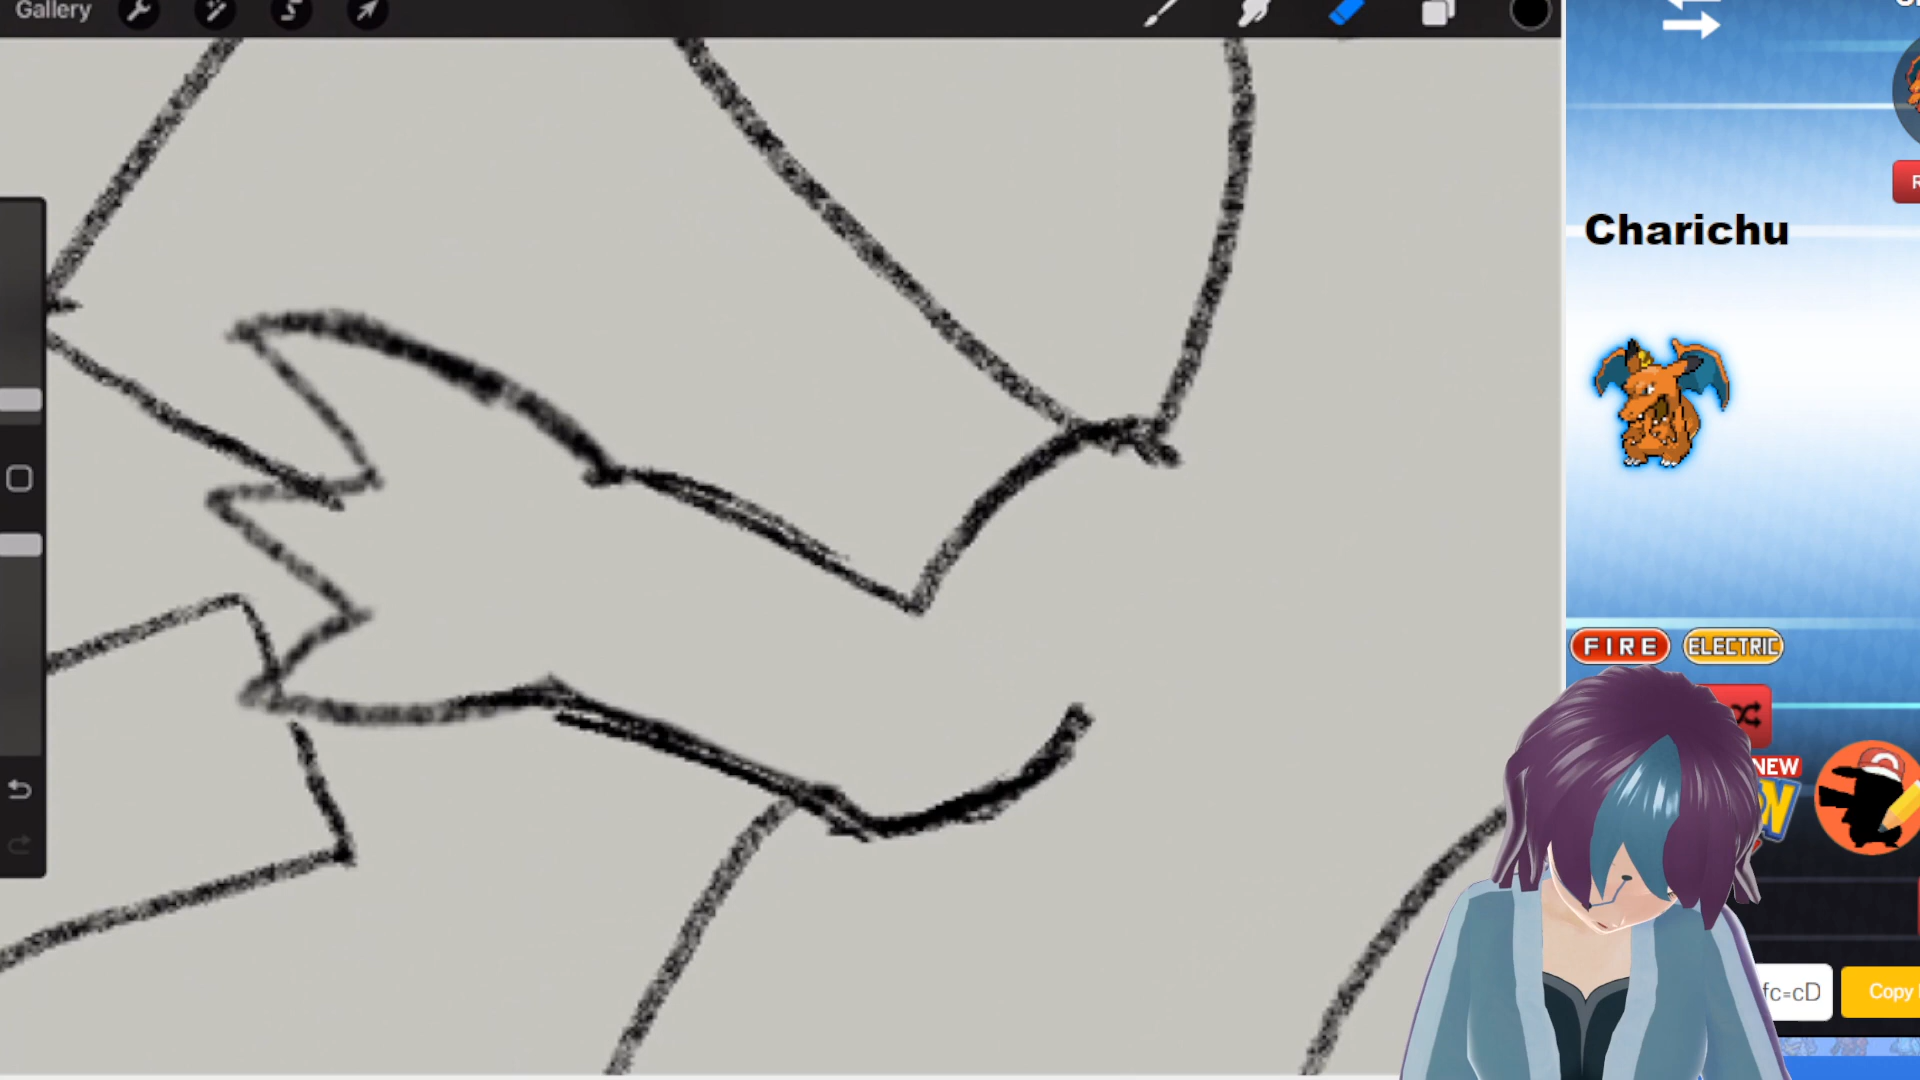 Gallery
Charichu
FIRE ELECTRIC
NEW
fc=cD
Copy